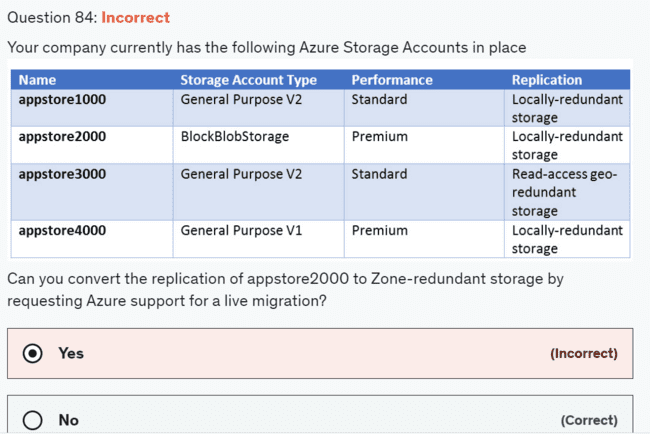 Question 84: Incorrect
Your company currently has the following Azure Storage Accounts in place
Name Storage Account Type Performance Replication
appstore1000 General Purpose V2 Standard Locally-redundant
storage
appstore2000 BlockBlobStorage Premium Locally-redundant
storage
appstore3000 General Purpose V2 Standard Read-access geo-
redundant
storage
appstore4000 General Purpose V1 Premium Locally-redundant
storage
Can you convert the replication of appstore2000 to Zone-redundant storage by
requesting Azure support for a live migration?
Yes (Incorrect)
No (Correct)